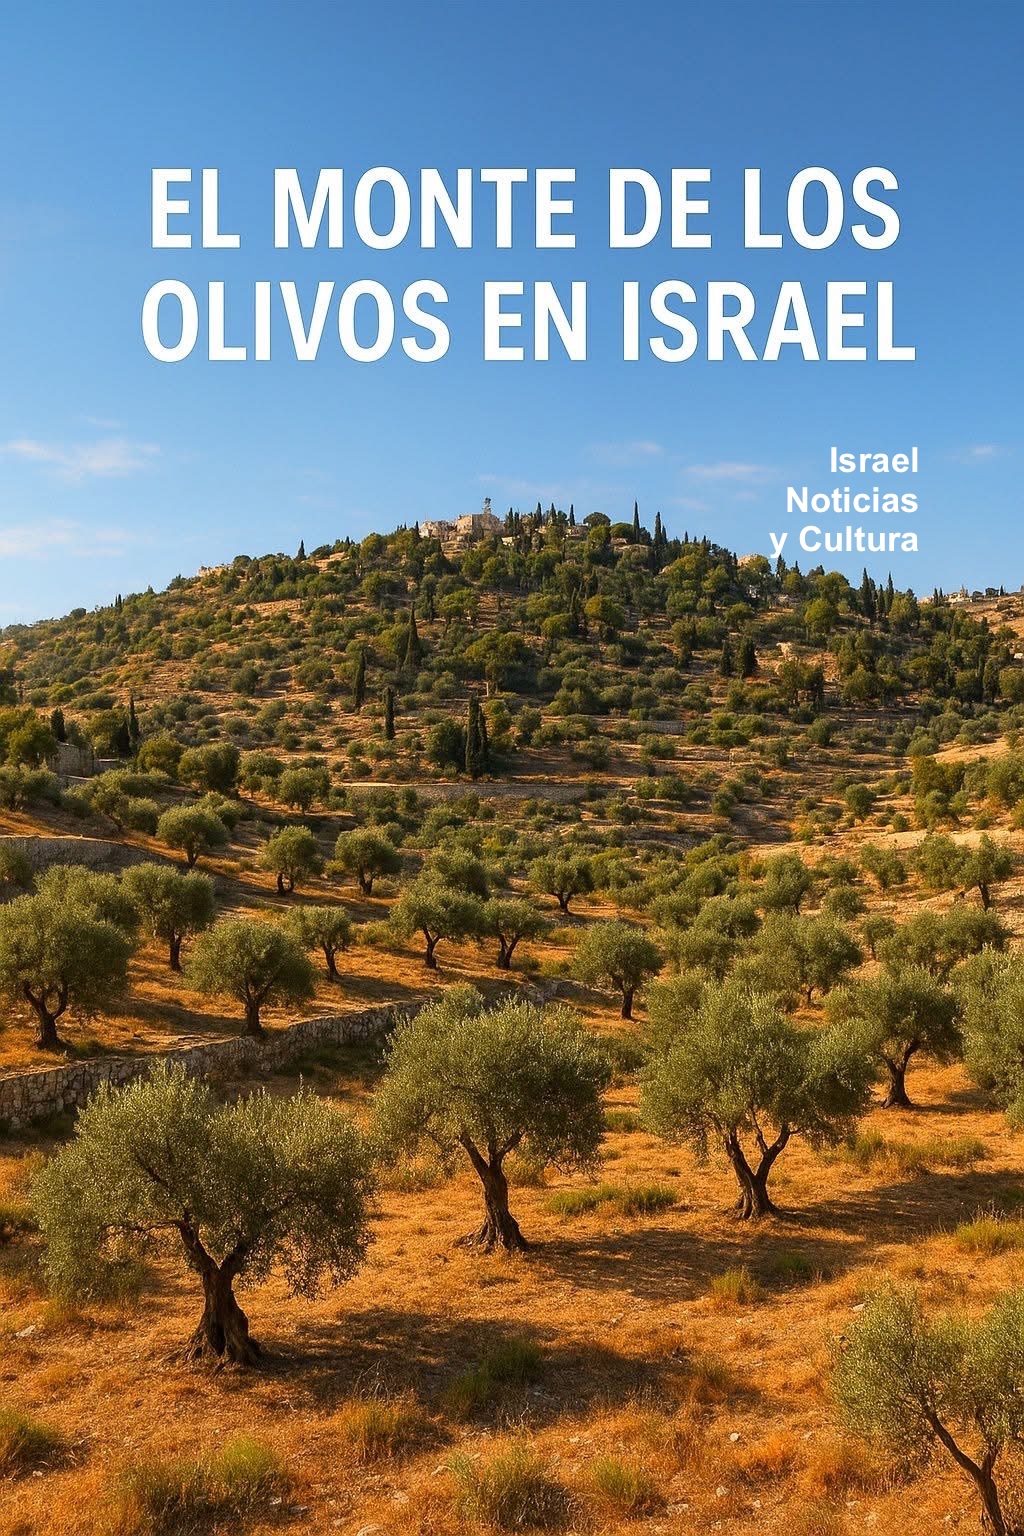 EL MONTE DE LOS
OLIVOS EN ISRAEL
Israel
Noticias
y Cultura